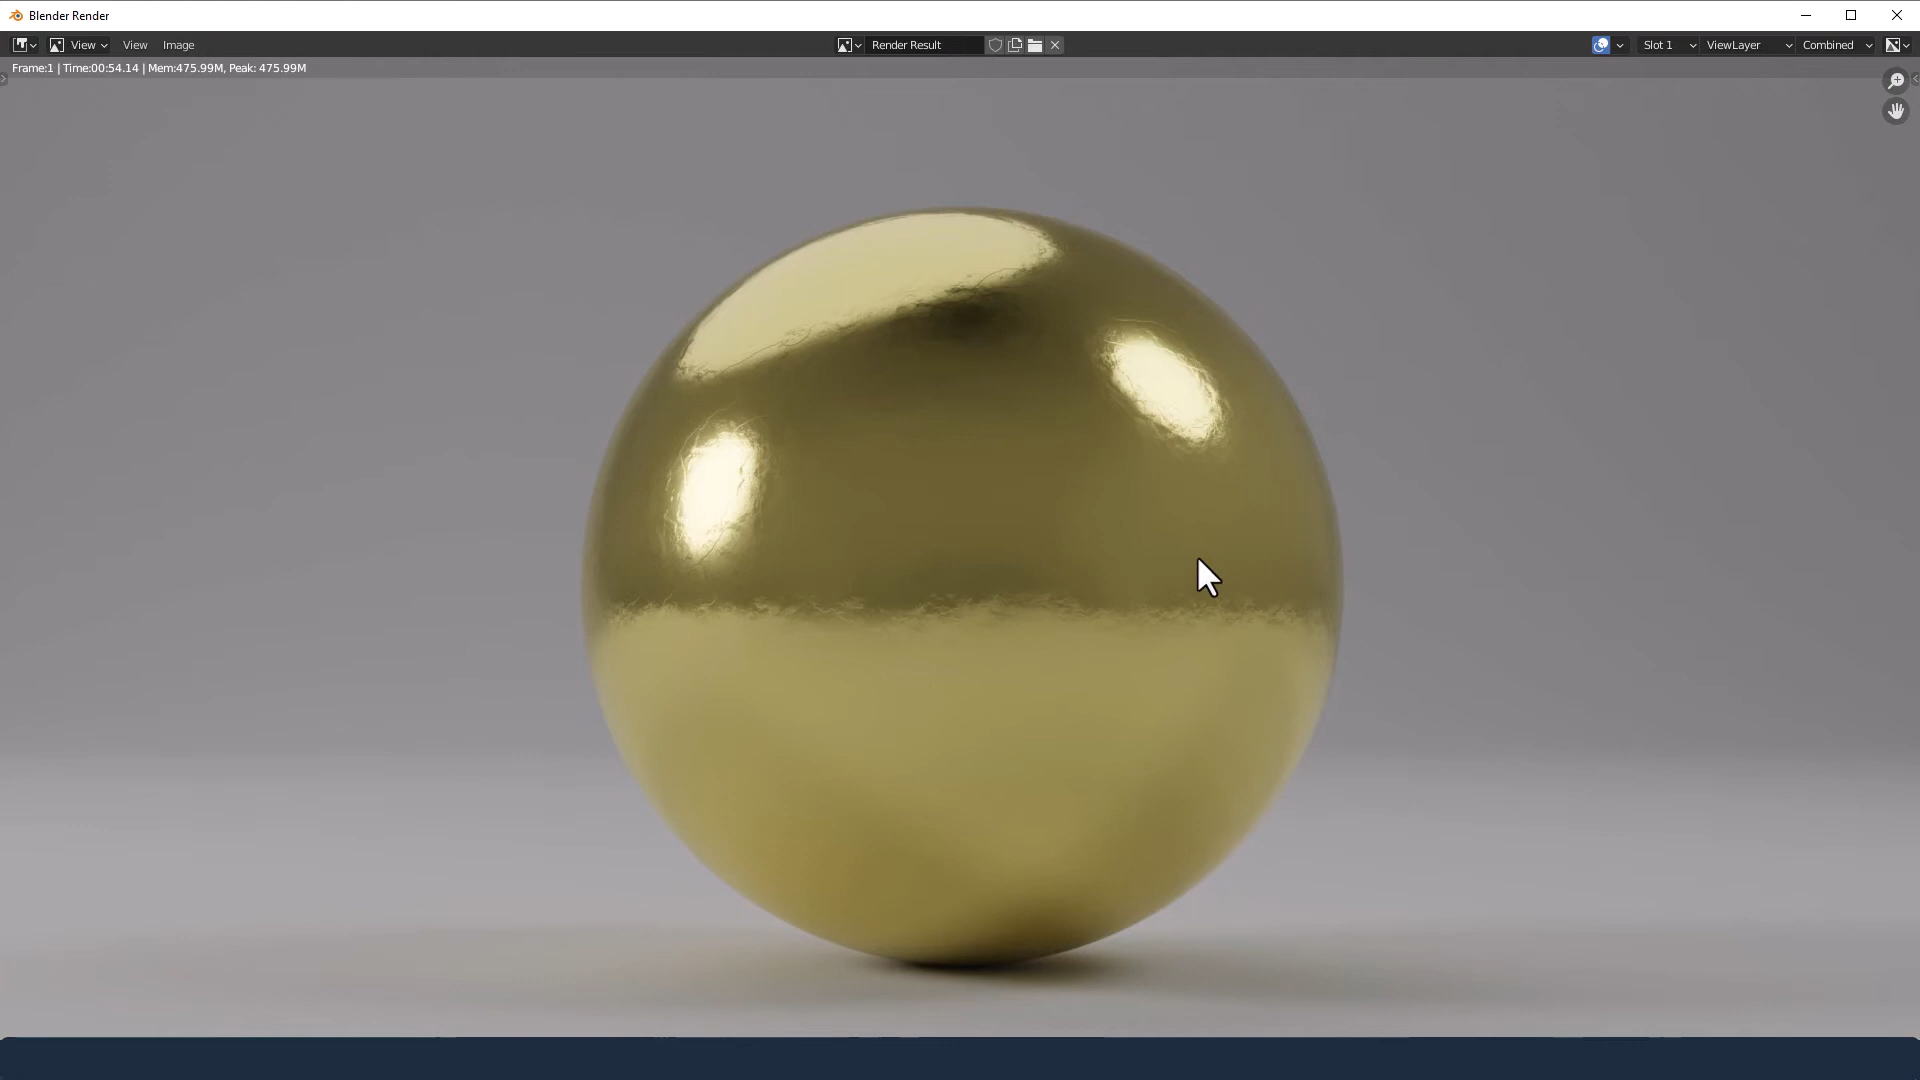 Blender Render
View View Image Render Result Slot 1 ViewLayer Combined
Frame:1 | Time:00:54.14 | Mem:475.99M, Peak: 475.99M